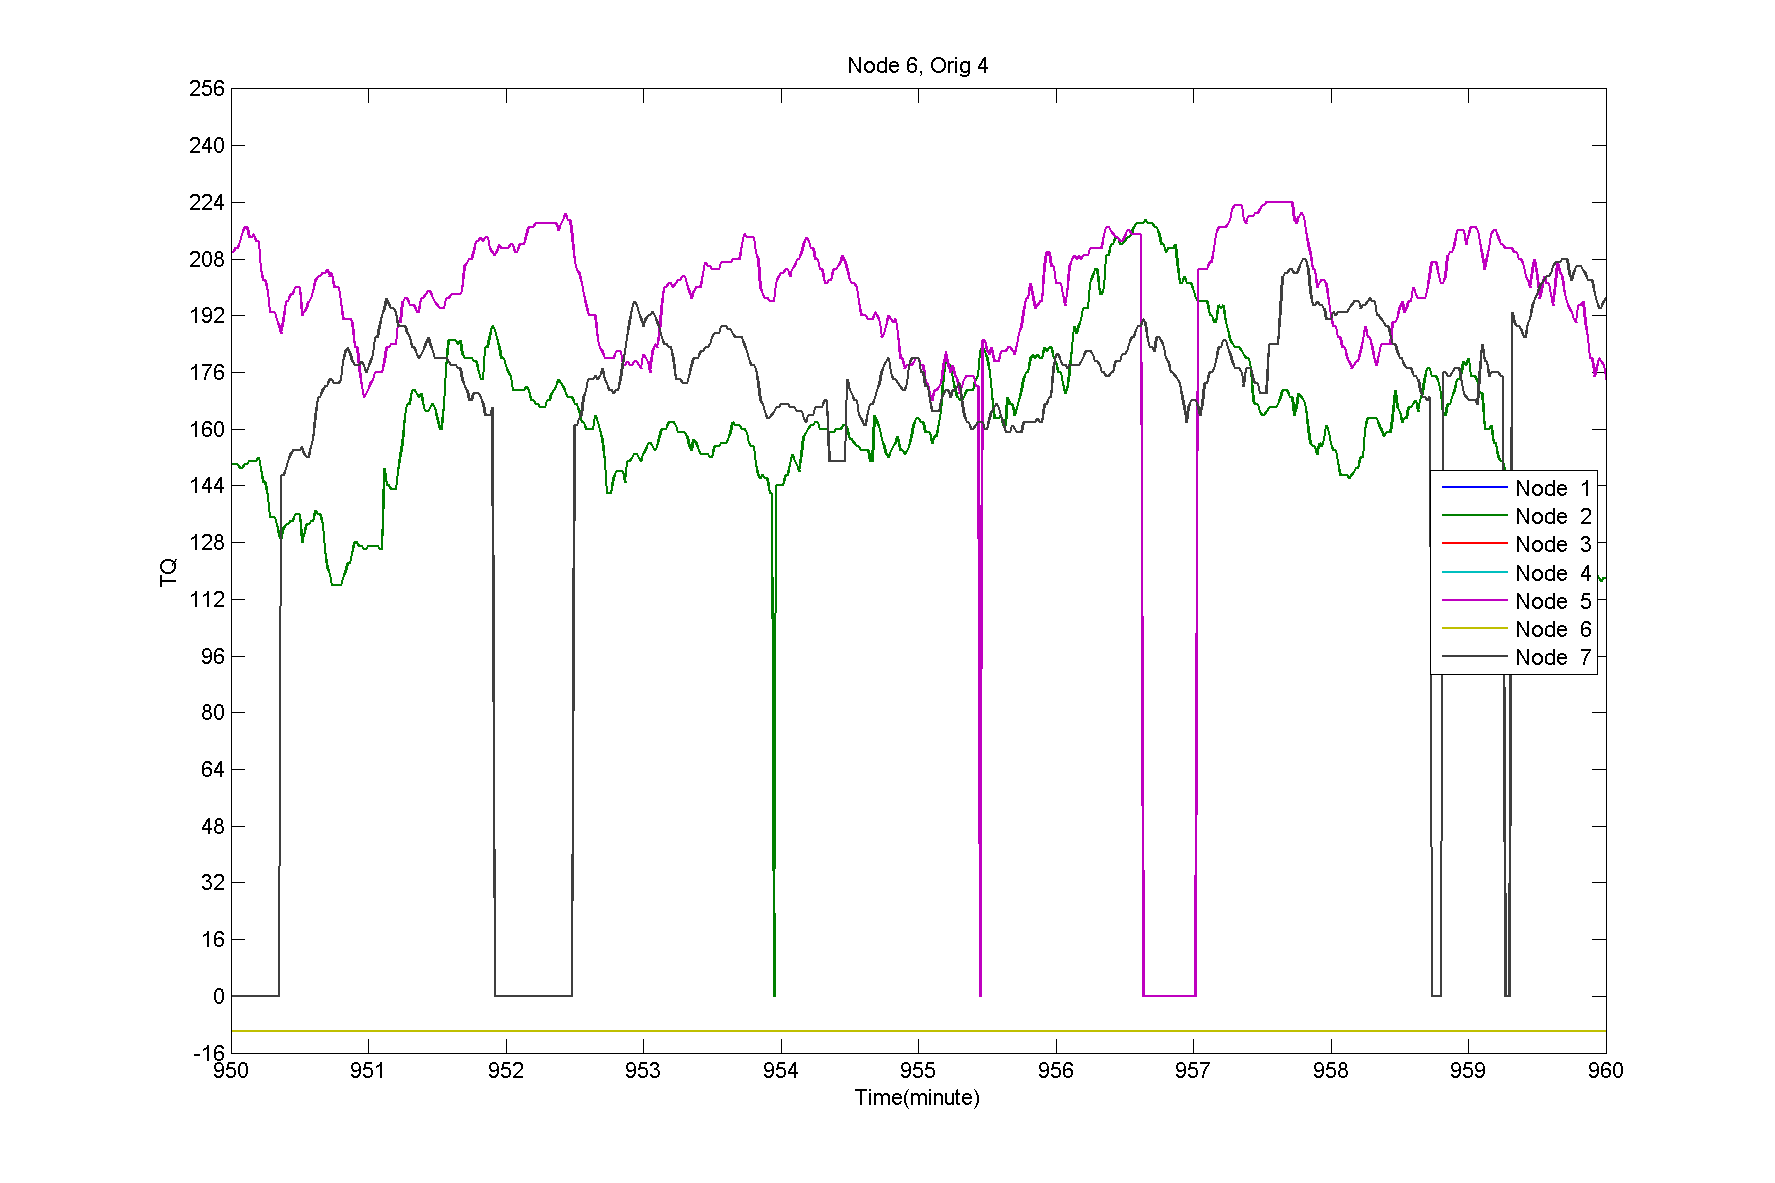 Node 6, Orig 4
256
240
224
208
192
176
160
144
128
112
96
80
64
48
32
16
0
-16
TQ
Node 1
Node 2
Node 3
Node 4
Node 5
Node 6
Node 7
950 951 952 953 954 955 956 957 958 959 960
Time(minute)